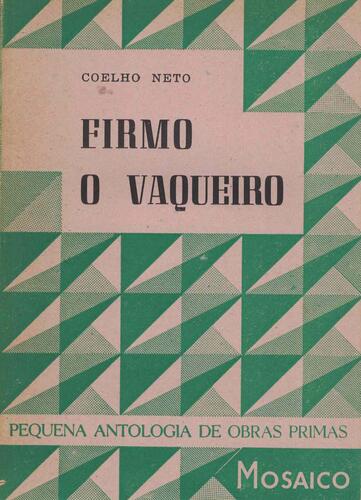 COELHO NETO
FIRMO
O VAQUEIRO
PEQUENA ANTOLOGIA DE OBRAS PRIMAS
MOSAICO